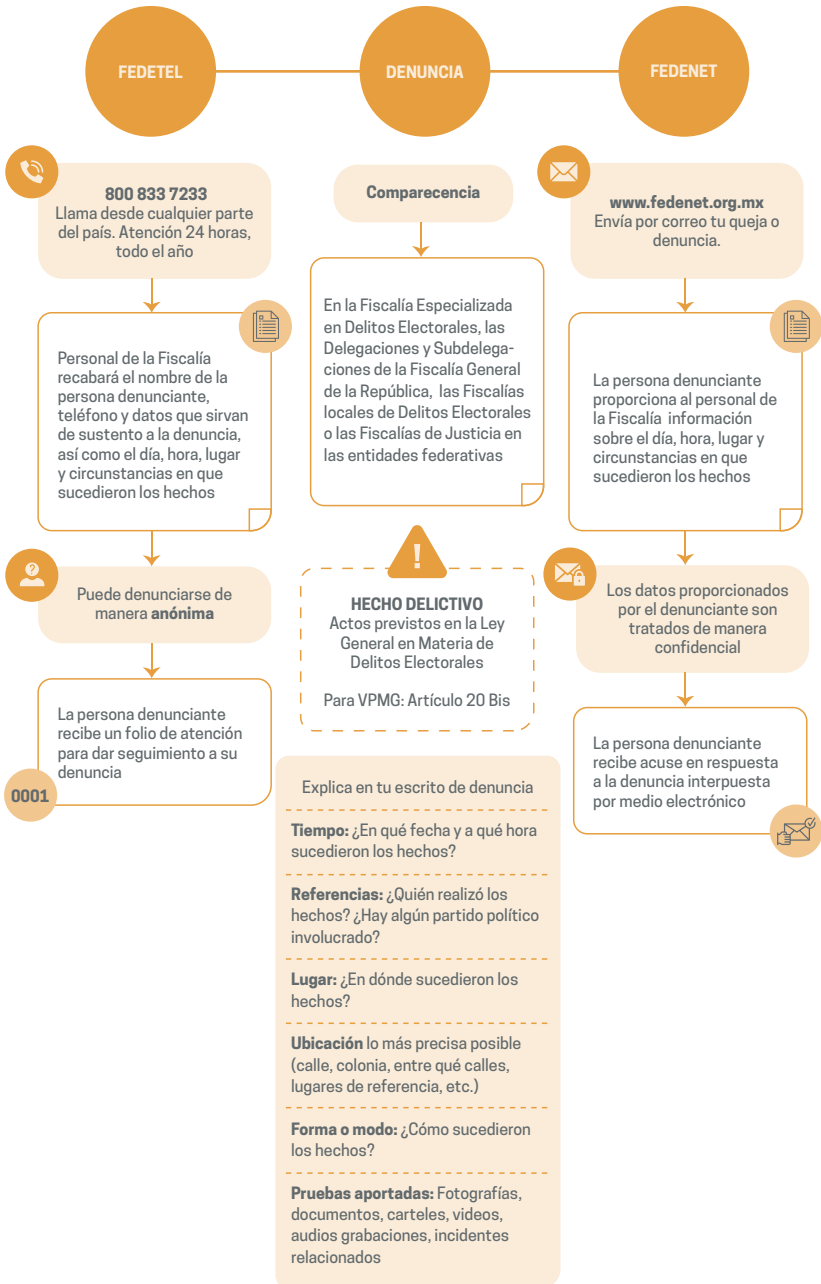 FEDETEL
DENUNCIA
FEDENET
800 833 7233
Llama desde cualquier parte
del país. Atención 24 horas,
todo el año
Personal de la Fiscalía
recabará el nombre de la
persona denunciante,
teléfono y datos que sirvan
de sustento a la denuncia,
así como el día, hora, lugar
y circunstancias en que
sucedieron los hechos
?
Puede denunciarse de
manera anónima
La persona denunciante
recibe un folio de atención
para dar seguimiento a su
denuncia
0001
Comparecencia
En la Fiscalía Especializada
en Delitos Electorales, las
Delegaciones y Subdelega-
ciones de la Fiscalía General
de la República, las Fiscalías
locales de Delitos Electorales
o las Fiscalías de Justicia en
las entidades federativas
!
HECHO DELICTIVO
Actos previstos en la Ley
General en Materia de
Delitos Electorales
Para VPMG: Artículo 20 Bis
Explica en tu escrito de denuncia
Tiempo: ¿En qué fecha y a qué hora
sucedieron los hechos?
Referencias: ¿Quién realizó los
hechos? ¿Hay algún partido político
involucrado?
Lugar: ¿En dónde sucedieron los
hechos?
Ubicación lo más precisa posible
(calle, colonia, entre qué calles,
lugares de referencia, etc.)
Forma o modo: ¿Cómo sucedieron
los hechos?
Pruebas aportadas: Fotografías,
documentos, carteles, videos,
audios grabaciones, incidentes
relacionados
www.fedenet.org.mx
Envía por correo tu queja o
denuncia.
La persona denunciante
proporciona al personal de
la Fiscalía información
sobre el día, hora, lugar y
circunstancias en que
sucedieron los hechos
Los datos proporcionados
por el denunciante son
tratados de manera
confidencial
La persona denunciante
recibe acuse en respuesta
a la denuncia interpuesta
por medio electrónico